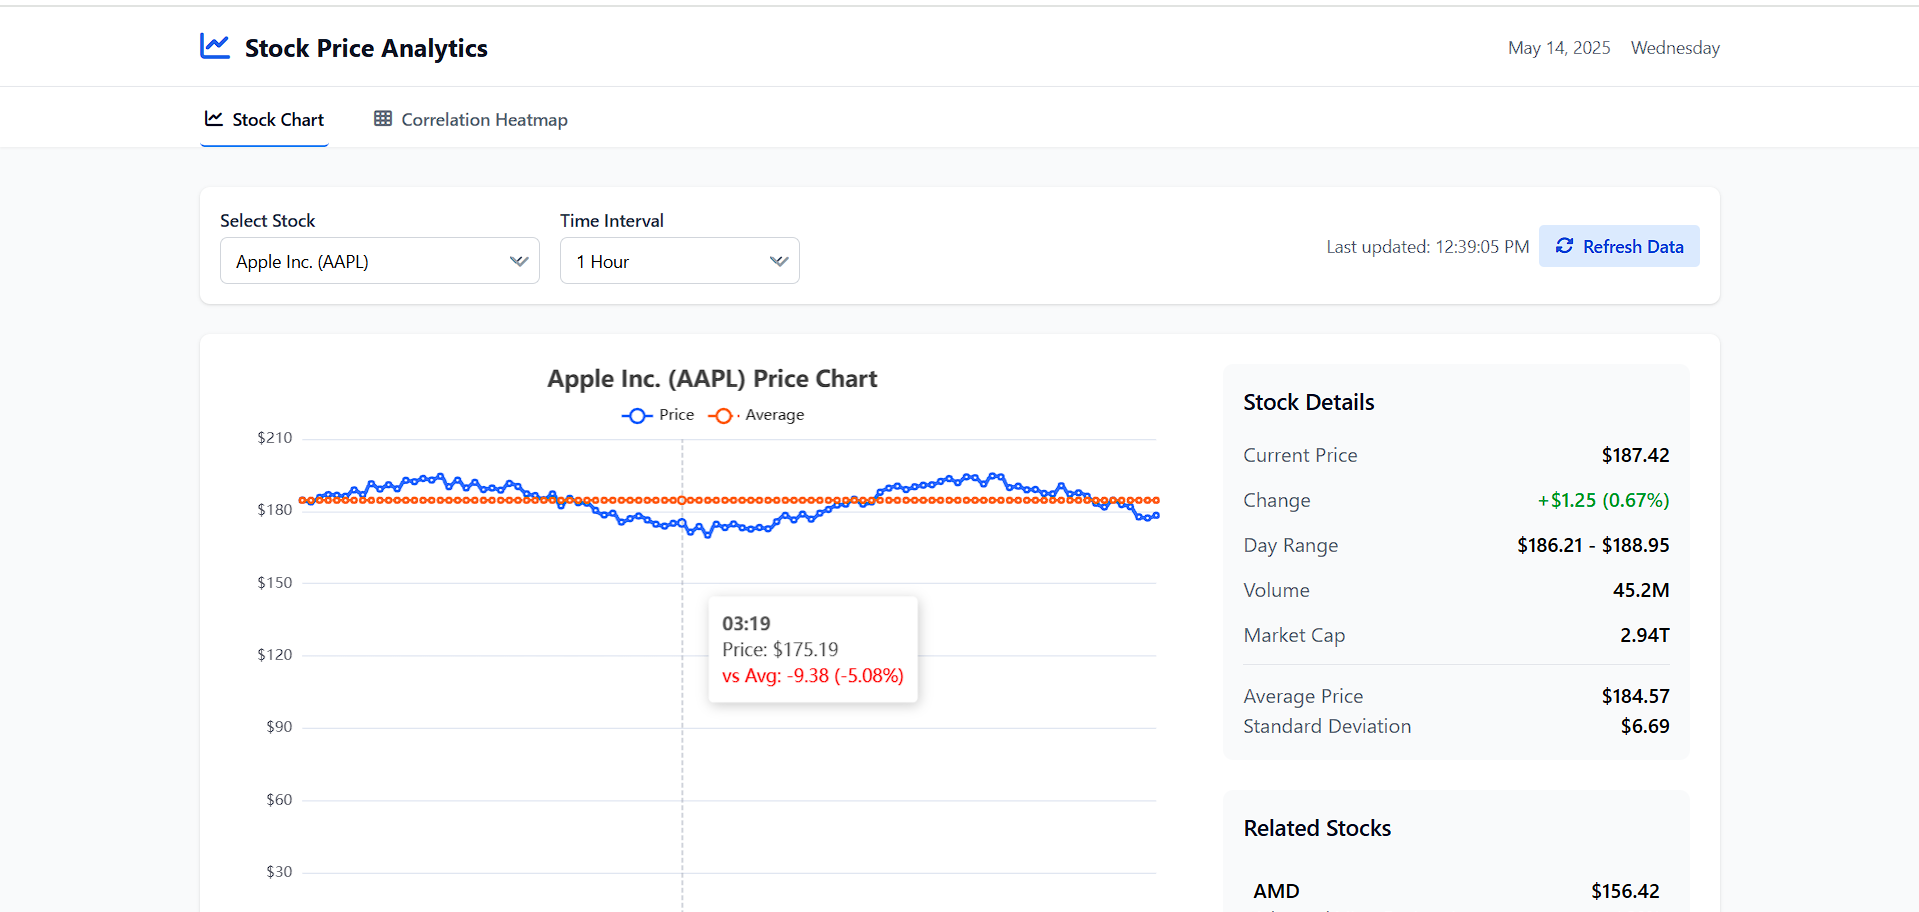 Stock Price Analytics
May 14, 2025 Wednesday
Stock Chart Correlation Heatmap
Select Stock Time Interval
Apple Inc. (AAPL) 1 Hour
Last updated: 12:39:05 PM Refresh Data
Apple Inc. (AAPL) Price Chart
Price Average
$210
$180
$150
$120
$90
$60
$30
03:19
Price: $175.19
vs Avg: -9.38 (-5.08%)
Stock Details
Current Price $187.42
Change +$1.25 (0.67%)
Day Range $186.21 - $188.95
Volume 45.2M
Market Cap 2.94T
Average Price $184.57
Standard Deviation $6.69
Related Stocks
AMD $156.42